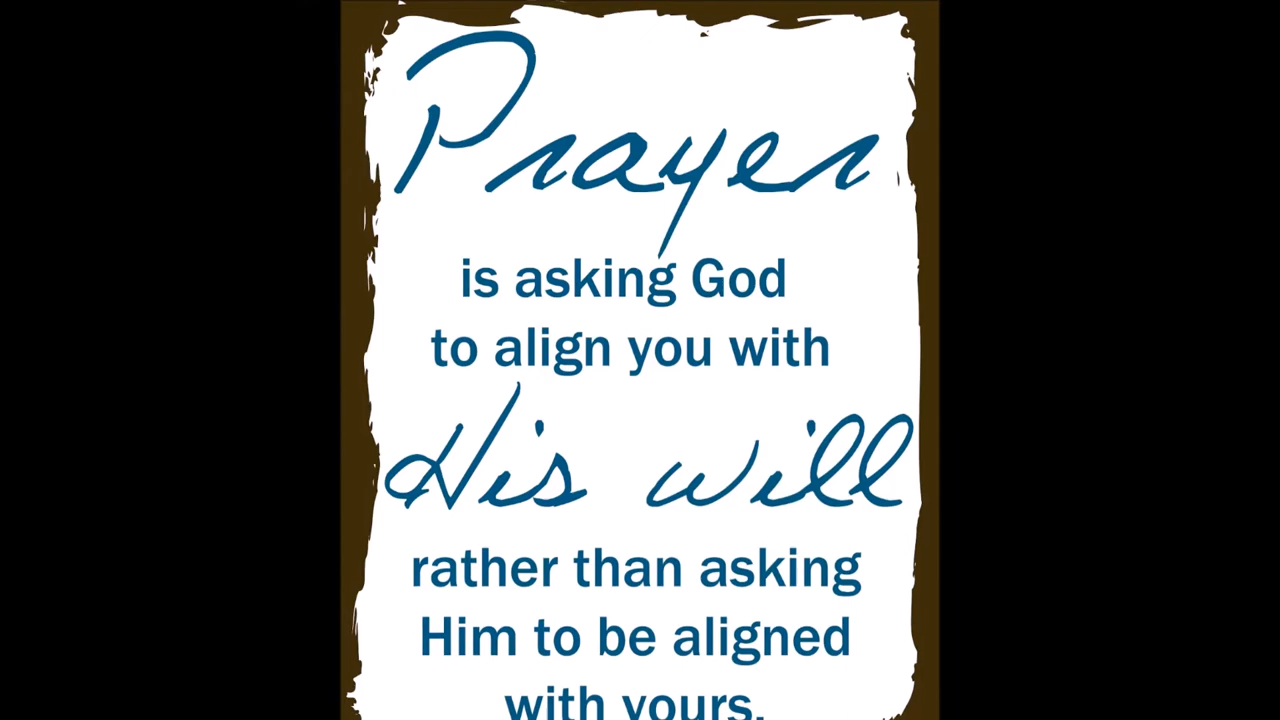 Prayer
is asking God
to align you with
His will
rather than asking
Him to be aligned
with yours.